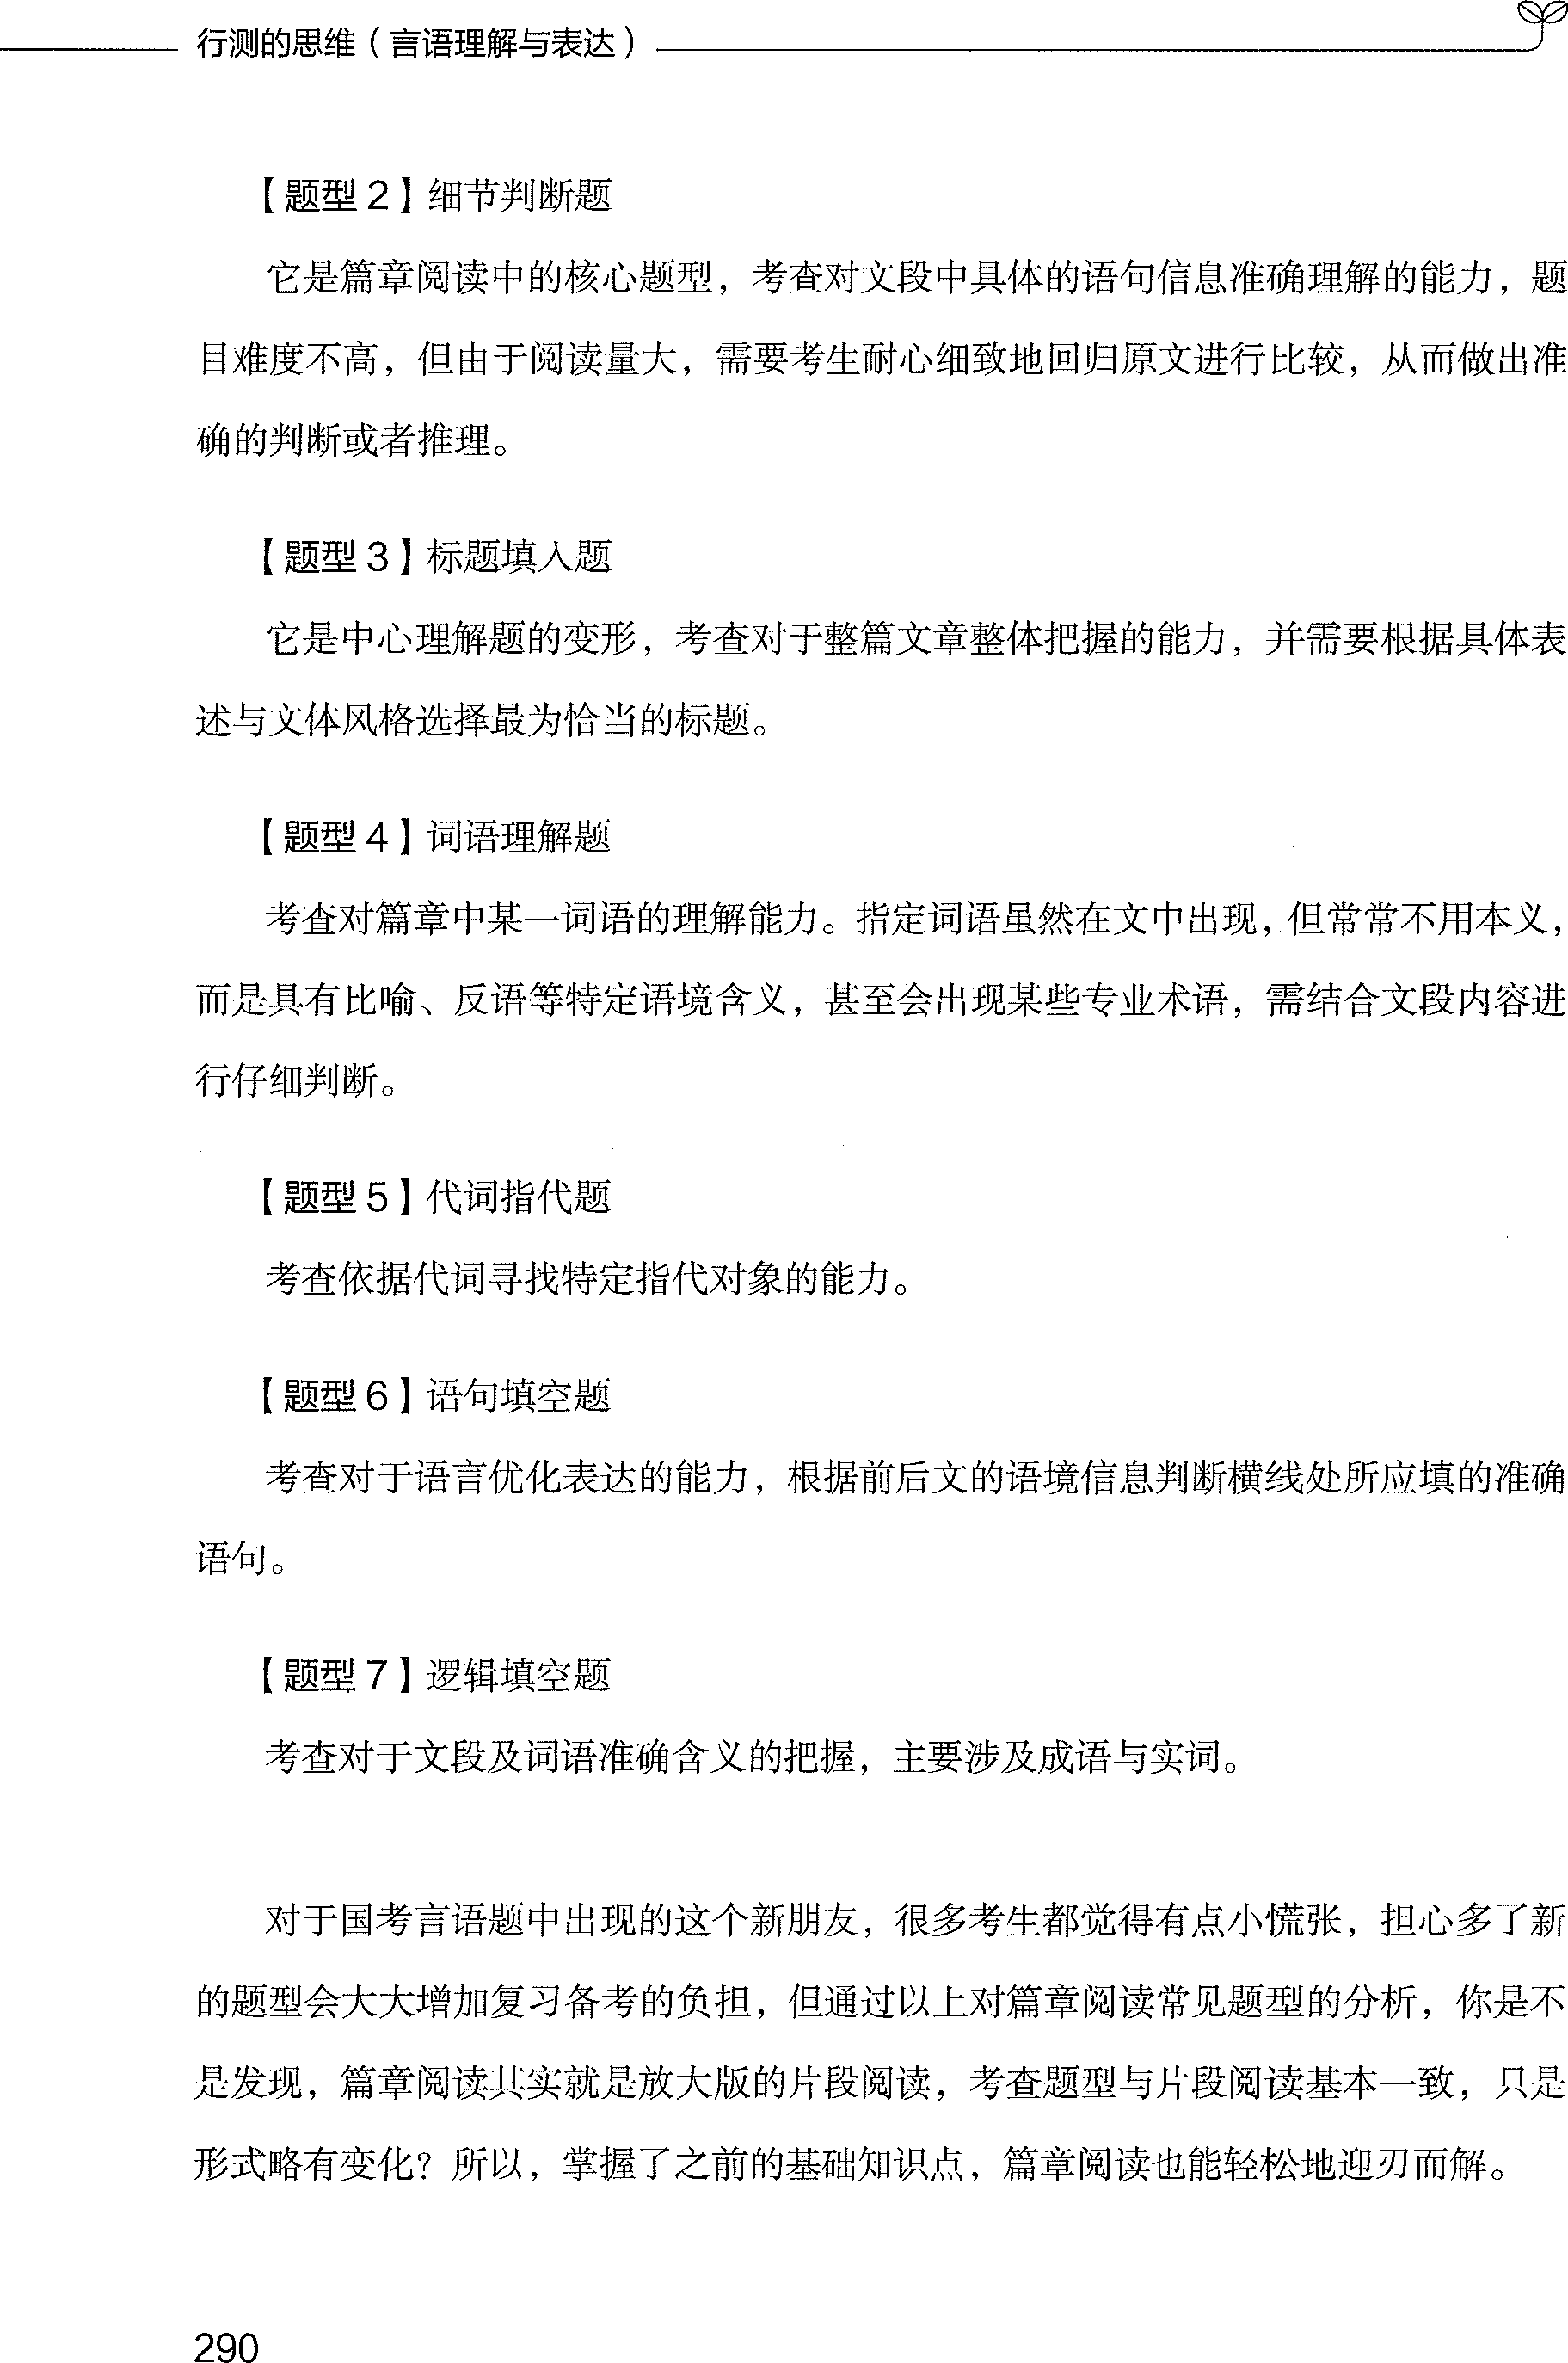 行测的思维（言语理解与表达）
【题型 2】细节判断题
它是篇章阅读中的核心题型，考查对文段中具体的语句信息准确理解的能力，题
目难度不高，但由于阅读量大，需要考生耐心细致地回归原文进行比较，从而做出准
确的判断或者推理。
【题型 3】标题填入题
它是中心理解题的变形，考查对于整篇文章整体把握的能力，并需要根据具体表
述与文体风格选择最为恰当的标题。
【题型 4】词语理解题
考查对篇章中某一词语的理解能力。指定词语虽然在文中出现，但常常不用本义，
而是具有比喻、反语等特定语境含义，甚至会出现某些专业术语，需结合文段内容进
行仔细判断。
【题型 5】代词指代题
考查依据代词寻找特定指代对象的能力。
【题型 6】语句填空题
考查对于语言优化表达的能力，根据前后文的语境信息判断横线处所应填的准确
语句。
【题型 7】逻辑填空题
考查对于文段及词语准确含义的把握，主要涉及成语与实词。
对于国考言语题中出现的这个新朋友，很多考生都觉得有点小慌张，担心多了新
的题型会大大增加复习备考的负担，但通过以上对篇章阅读常见题型的分析，你是不
是发现，篇章阅读其实就是放大版的片段阅读，考查题型与片段阅读基本一致，只是
形式略有变化？所以，掌握了之前的基础知识点，篇章阅读也能轻松地迎刃而解。
290